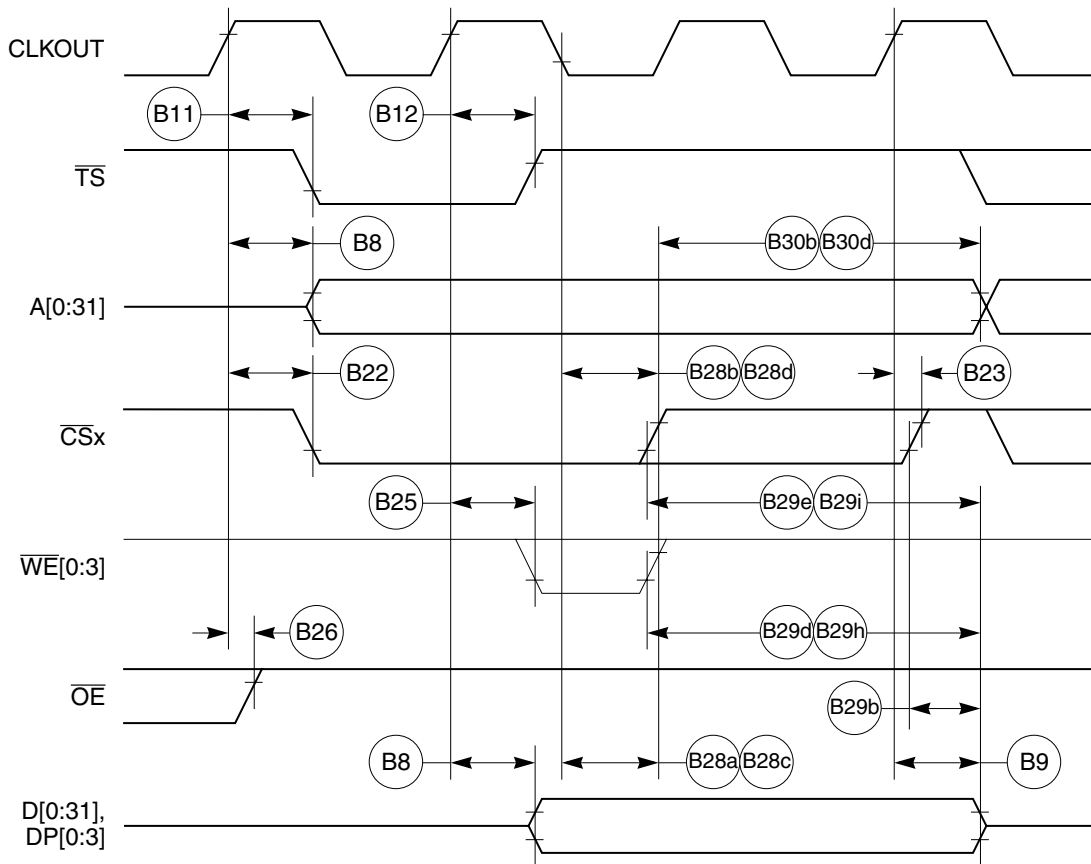 CLKOUT
B11
B12
TS
B8
B30b B30d
A[0:31]
B22
B28b B28d
B23
CSx
B25
B29e B29i
WE[0:3]
B26
B29d B29h
OE
B29b
B8
B28a B28c
B9
D[0:31],
DP[0:3]